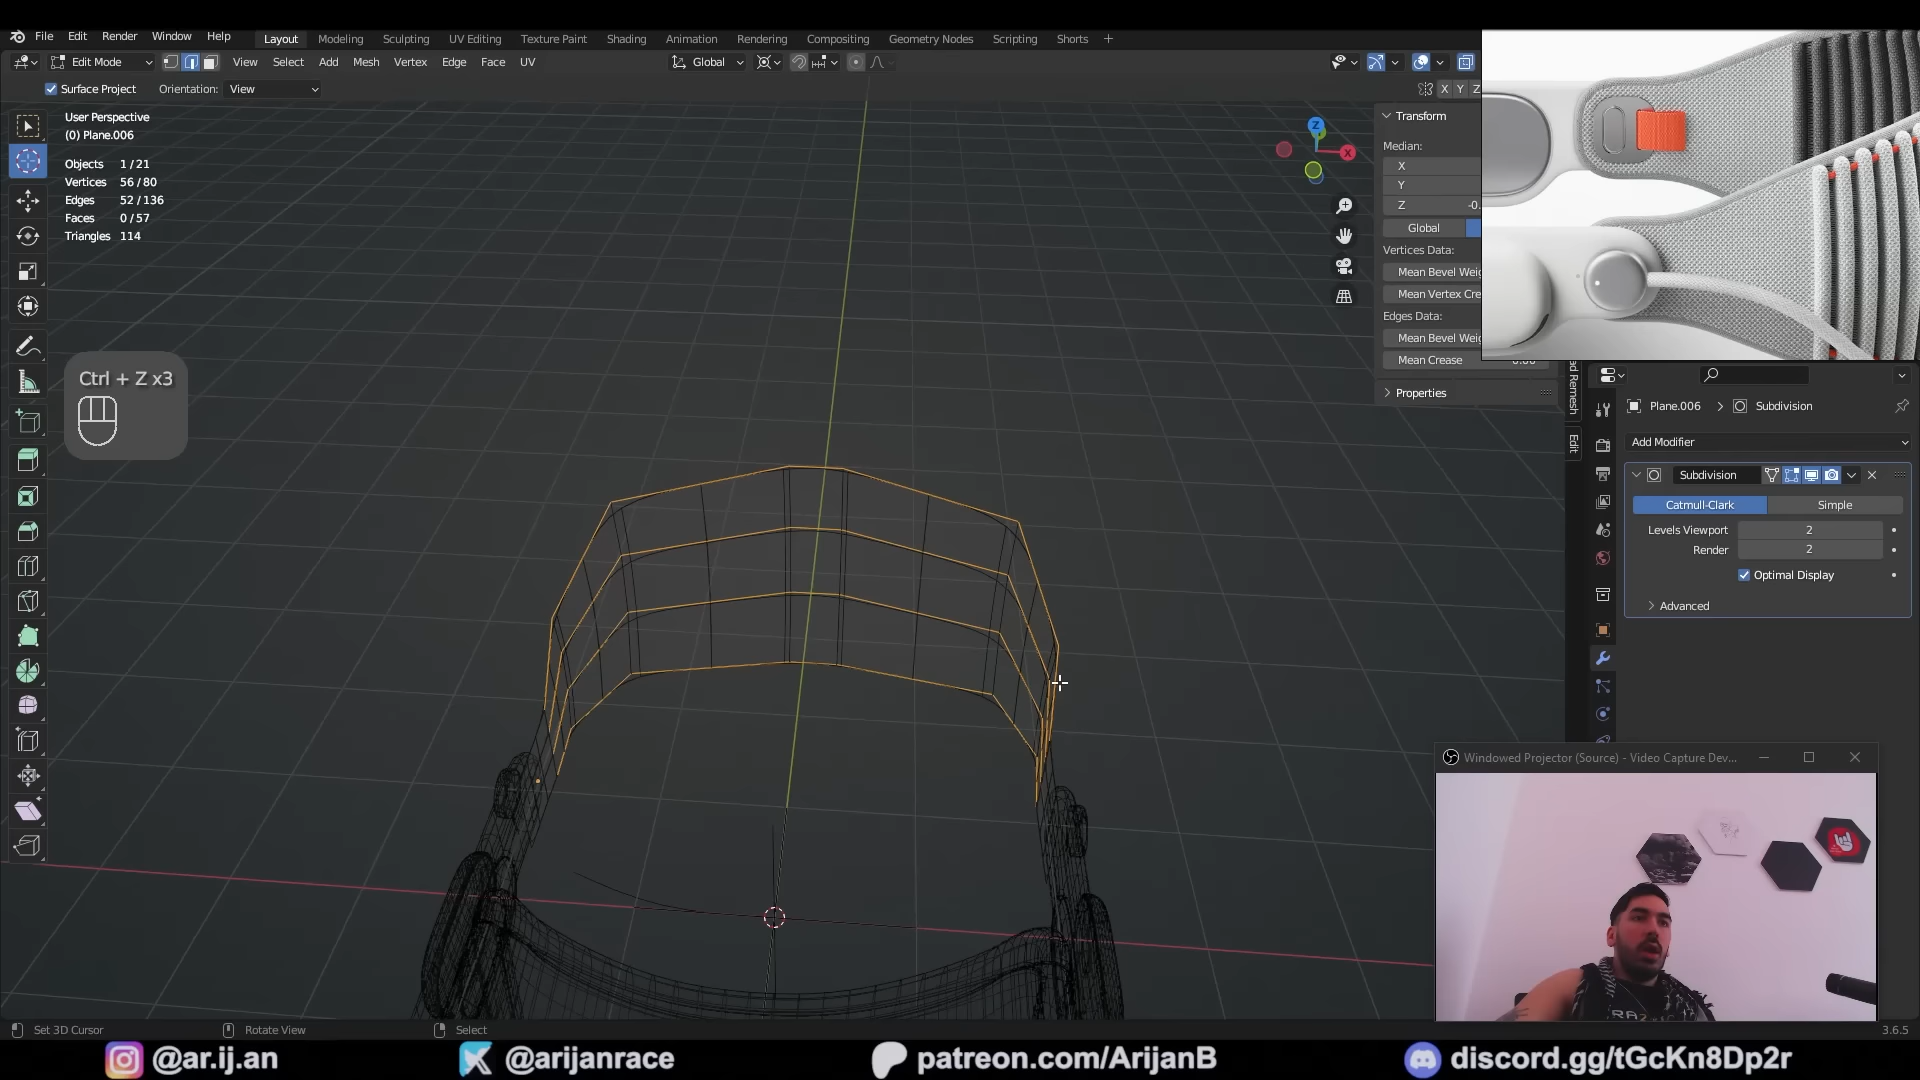 File Edit Render Window Help
Layout Modeling Sculpting UV Editing Texture Paint Shading Animation Rendering Compositing Geometry Nodes Scripting Shorts +
Edit Mode View Select Add Mesh Vertex Edge Face UV Global
Surface Project Orientation: View
X Y Z
User Perspective
(0) Plane.006
Objects 1 / 21
Vertices 56 / 80
Edges 52 / 136
Faces 0 / 57
Triangles 114
Ctrl + Z x3
Z
X
Transform
Median:
X
Y
Z -0.
Global
Vertices Data:
Mean Bevel Weig
Mean Vertex Cre
Edges Data:
Mean Bevel Weig
Mean Crease
Properties
Edit
Plane.006 > Subdivision
Add Modifier
Subdivision
Catmull-Clark Simple
Levels Viewport 2
Render 2
Optimal Display
Advanced
Windowed Projector (Source) - Video Capture Dev...
Set 3D Cursor Rotate View Select
3.6.5
@ar.ij.an @arijanrace patreon.com/ArijanB discord.gg/tGcKn8Dp2r